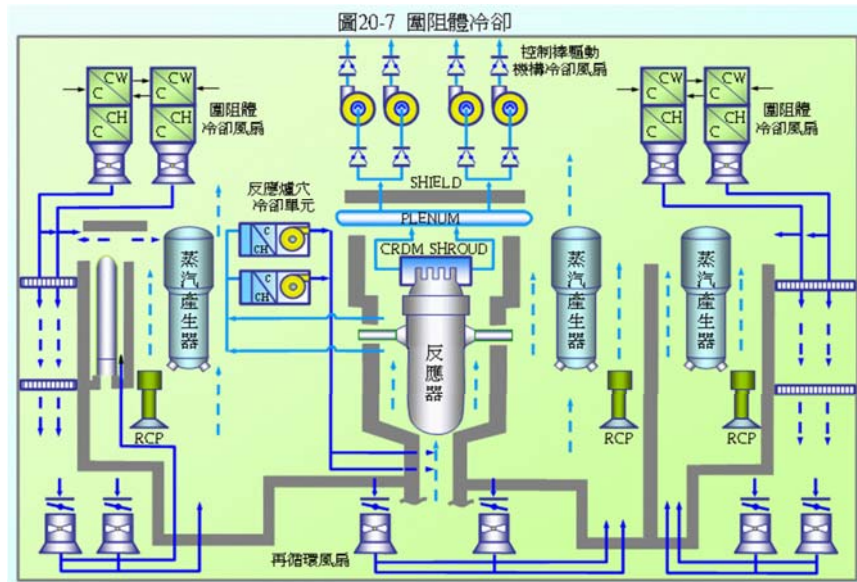 圖20-7 圍阻體冷卻
控制棒驅動
機構冷卻風扇
CW
C
CW
C
CH
C
CH
C
圍阻體
冷卻風扇
CW
C
CW
C
CH
C
CH
C
圍阻體
冷卻風扇
反應爐穴
冷卻單元
C
CH
C
CH
SHIELD
PLENUM
CRDM SHROUD
蒸汽產生器
反應器
蒸汽產生器
蒸汽產生器
RCP
RCP
RCP
再循環風扇